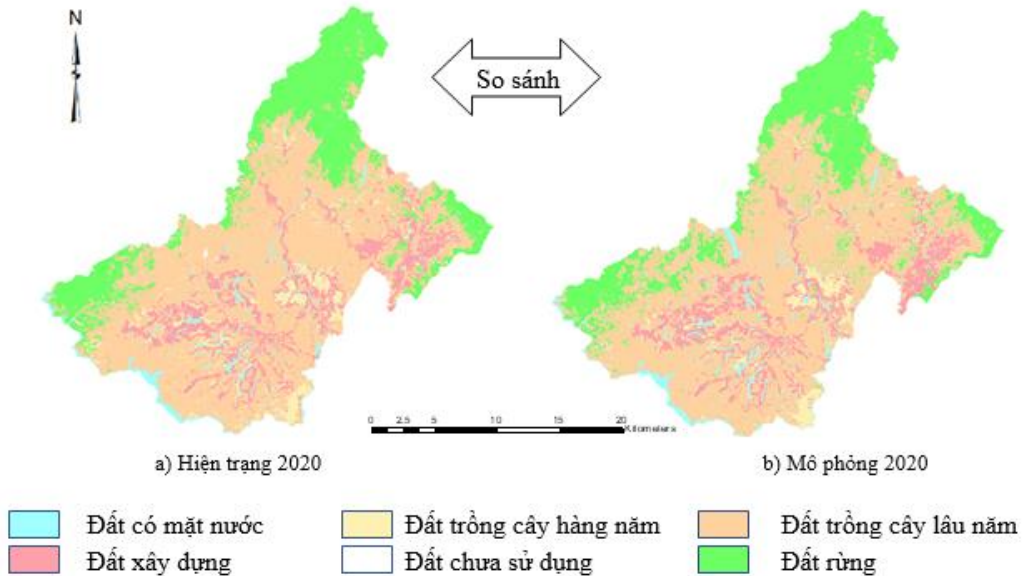 N
So sánh
0 2.5 5 10 15 20
Kilometers
a) Hiện trạng 2020
b) Mô phỏng 2020
Đất có mặt nước
Đất trồng cây hàng năm
Đất trồng cây lâu năm
Đất xây dựng
Đất chưa sử dụng
Đất rừng